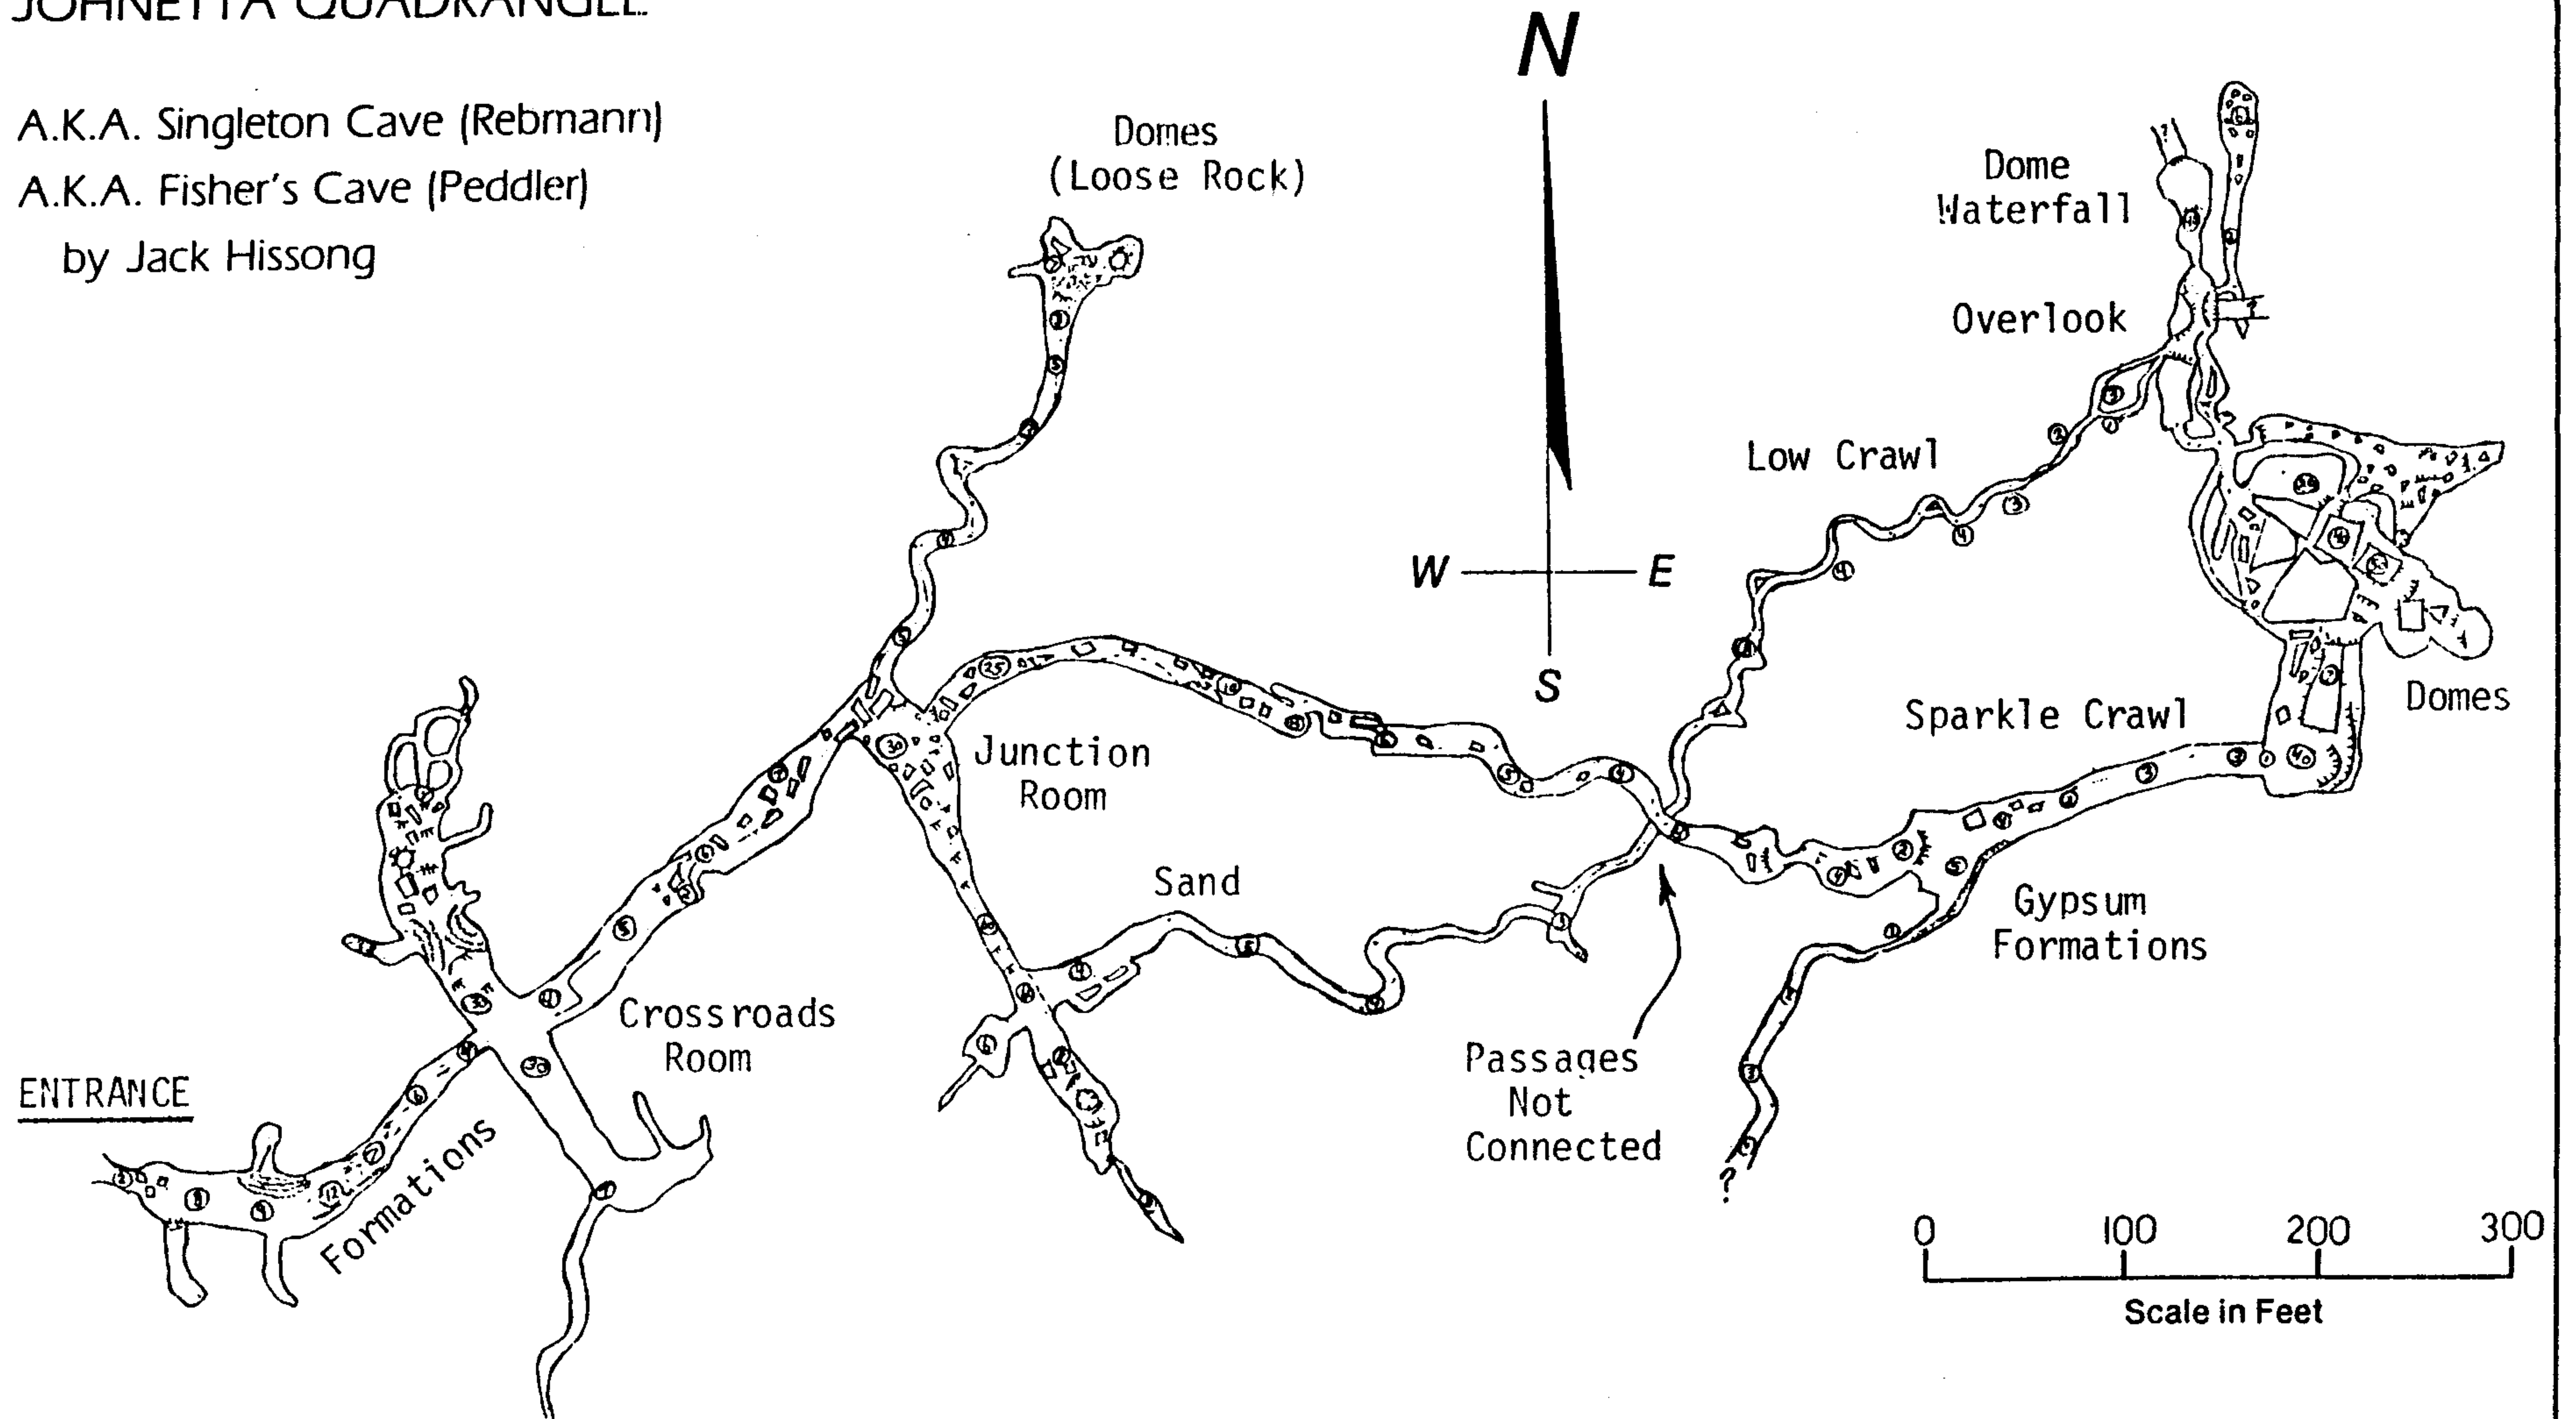 JOHNETTA QUADRANGLE
A.K.A. Singleton Cave (Rebmann)
A.K.A. Fisher's Cave (Peddler)
by Jack Hissong
N
W
E
S
Domes
(Loose Rock)
Dome
Waterfall
Overlook
Low Crawl
Sparkle Crawl
Domes
Junction
Room
Sand
Gypsum
Formations
Crossroads
Room
Passages
Not
Connected
ENTRANCE
Formations
?
0 100 200 300
Scale in Feet